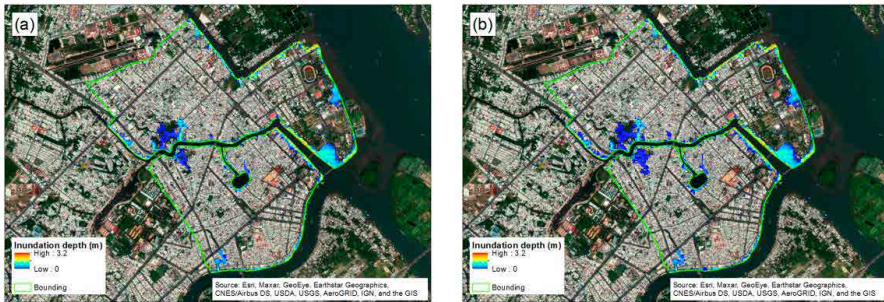 (a)
Inundation depth (m)
High : 3.2
Low : 0
Bounding
Source: Esri, Maxar, GeoEye, Earthstar Geographics,
CNES/Airbus DS, USDA, USGS, AeroGRID, IGN, and the GIS
(b)
Inundation depth (m)
High : 3.2
Low : 0
Bounding
Source: Esri, Maxar, GeoEye, Earthstar Geographics,
CNES/Airbus DS, USDA, USGS, AeroGRID, IGN, and the GIS